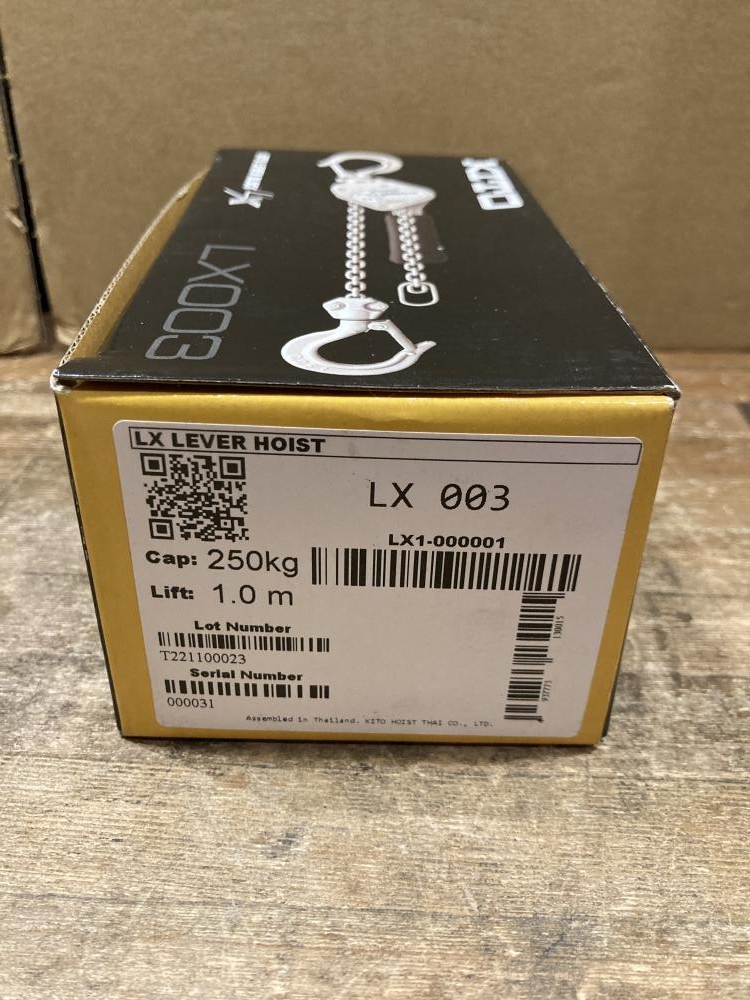 KITO
LX003
LX LEVER HOIST
LX 003
LX1-000001
Cap: 250kg
Lift: 1.0 m
Lot Number
T221100023
Serial Number
000031
Assembled in Thailand. KITO HOIST THAI CO., LTD.